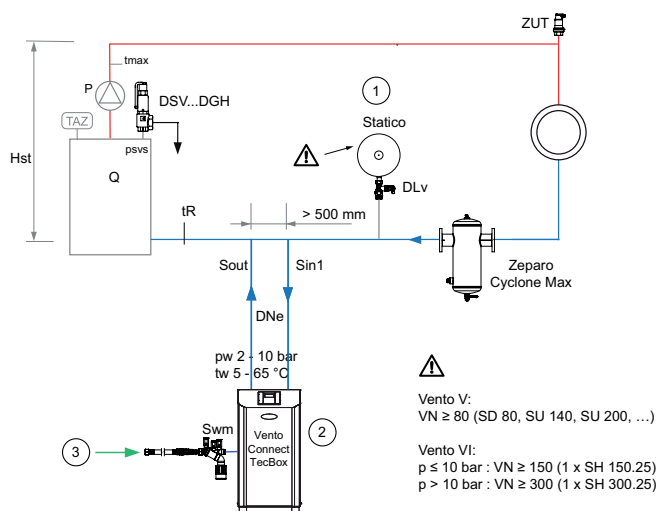 ZUT
tmax
P
DSV...DGH
1
Statico
TAZ
psvs
Hst
Q
DLv
tR
> 500 mm
Sout
Sin1
Zeparo
Cyclone Max
DNe
pw 2 - 10 bar
tw 5 - 65 °C
Vento V:
VN ≥ 80 (SD 80, SU 140, SU 200, …)
Swm
Vento
Connect
TecBox
2
3
Vento VI:
p ≤ 10 bar : VN ≥ 150 (1 x SH 150.25)
p > 10 bar : VN ≥ 300 (1 x SH 300.25)